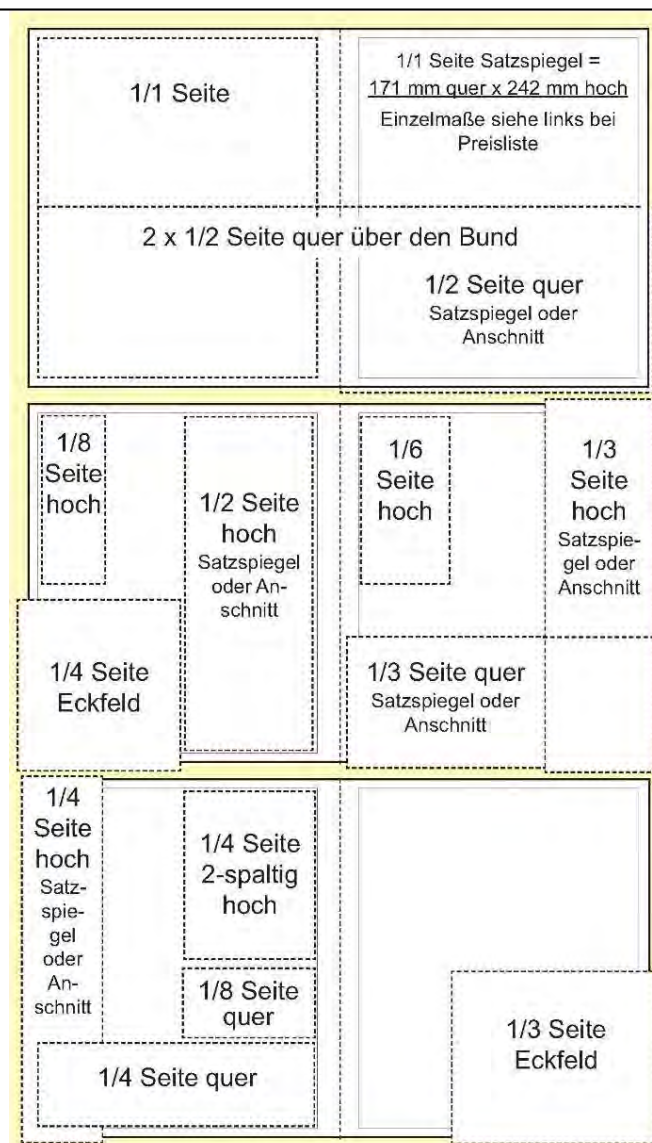 1/1 Seite
1/1 Seite Satzspiegel =
171 mm quer x 242 mm hoch
Einzelmaße siehe links bei
Preisliste
2 x 1/2 Seite quer über den Bund
1/2 Seite quer
Satzspiegel oder
Anschnitt
1/8
Seite
hoch
1/2 Seite
hoch
Satzspiegel
oder An-
schnitt
1/6
Seite
hoch
1/3
Seite
hoch
Satzspie-
gel oder
Anschnitt
1/4 Seite
Eckfeld
1/3 Seite quer
Satzspiegel oder
Anschnitt
1/4
Seite
hoch
Satz-
spie-
gel
oder
An-
schnitt
1/4 Seite
2-spaltig
hoch
1/8 Seite
quer
1/4 Seite quer
1/3 Seite
Eckfeld